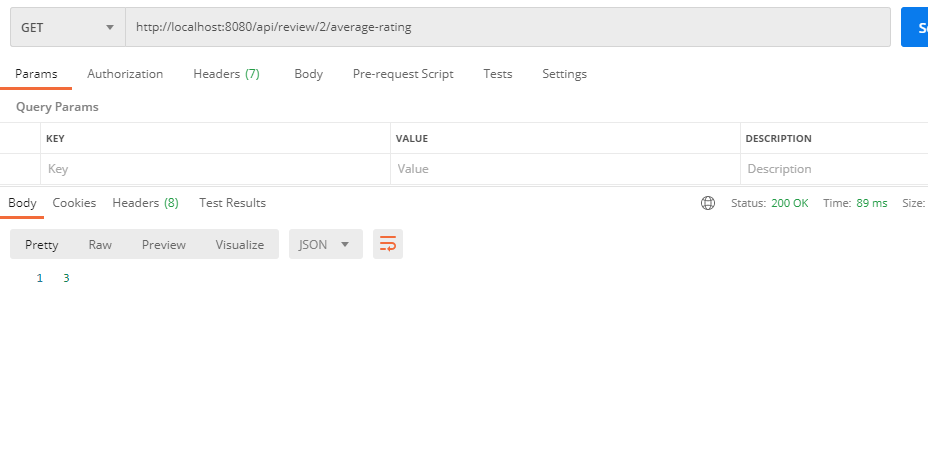 GET http://localhost:8080/api/review/2/average-rating
Params Authorization Headers (7) Body Pre-request Script Tests Settings
Query Params
KEY VALUE DESCRIPTION
Key Value Description
Body Cookies Headers (8) Test Results Status: 200 OK Time: 89 ms Size:
Pretty Raw Preview Visualize JSON
1 3